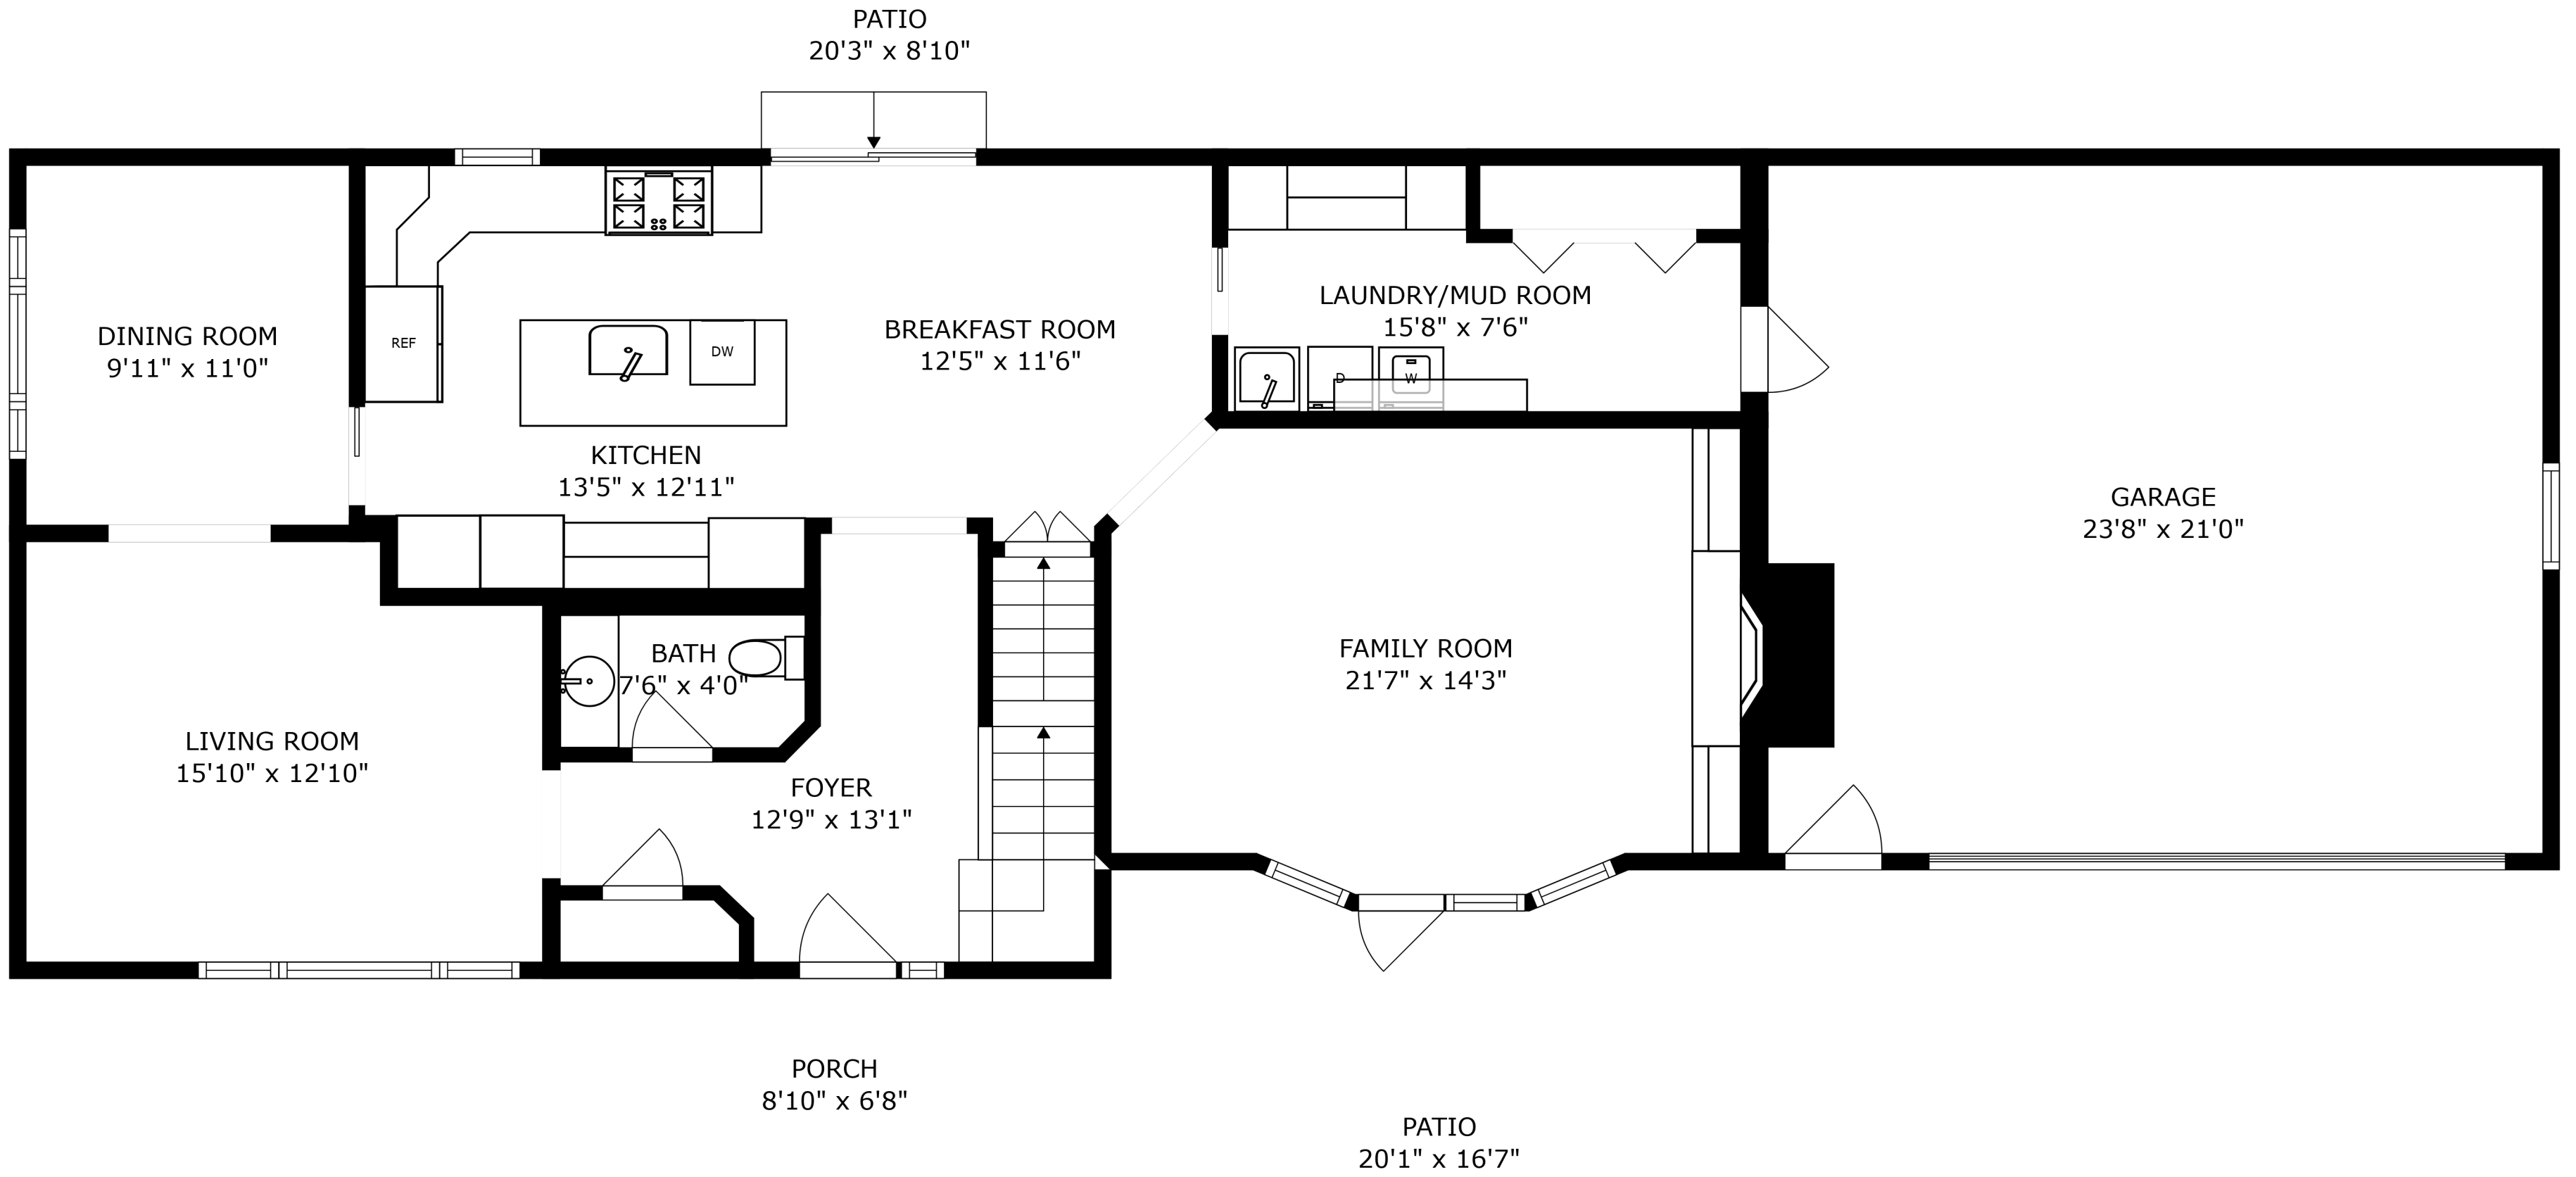 PATIO
20'3" x 8'10"
DINING ROOM
9'11" x 11'0"
REF
DW
BREAKFAST ROOM
12'5" x 11'6"
LAUNDRY/MUD ROOM
15'8" x 7'6"
D
W
KITCHEN
13'5" x 12'11"
GARAGE
23'8" x 21'0"
BATH
7'6" x 4'0"
FAMILY ROOM
21'7" x 14'3"
LIVING ROOM
15'10" x 12'10"
FOYER
12'9" x 13'1"
PORCH
8'10" x 6'8"
PATIO
20'1" x 16'7"